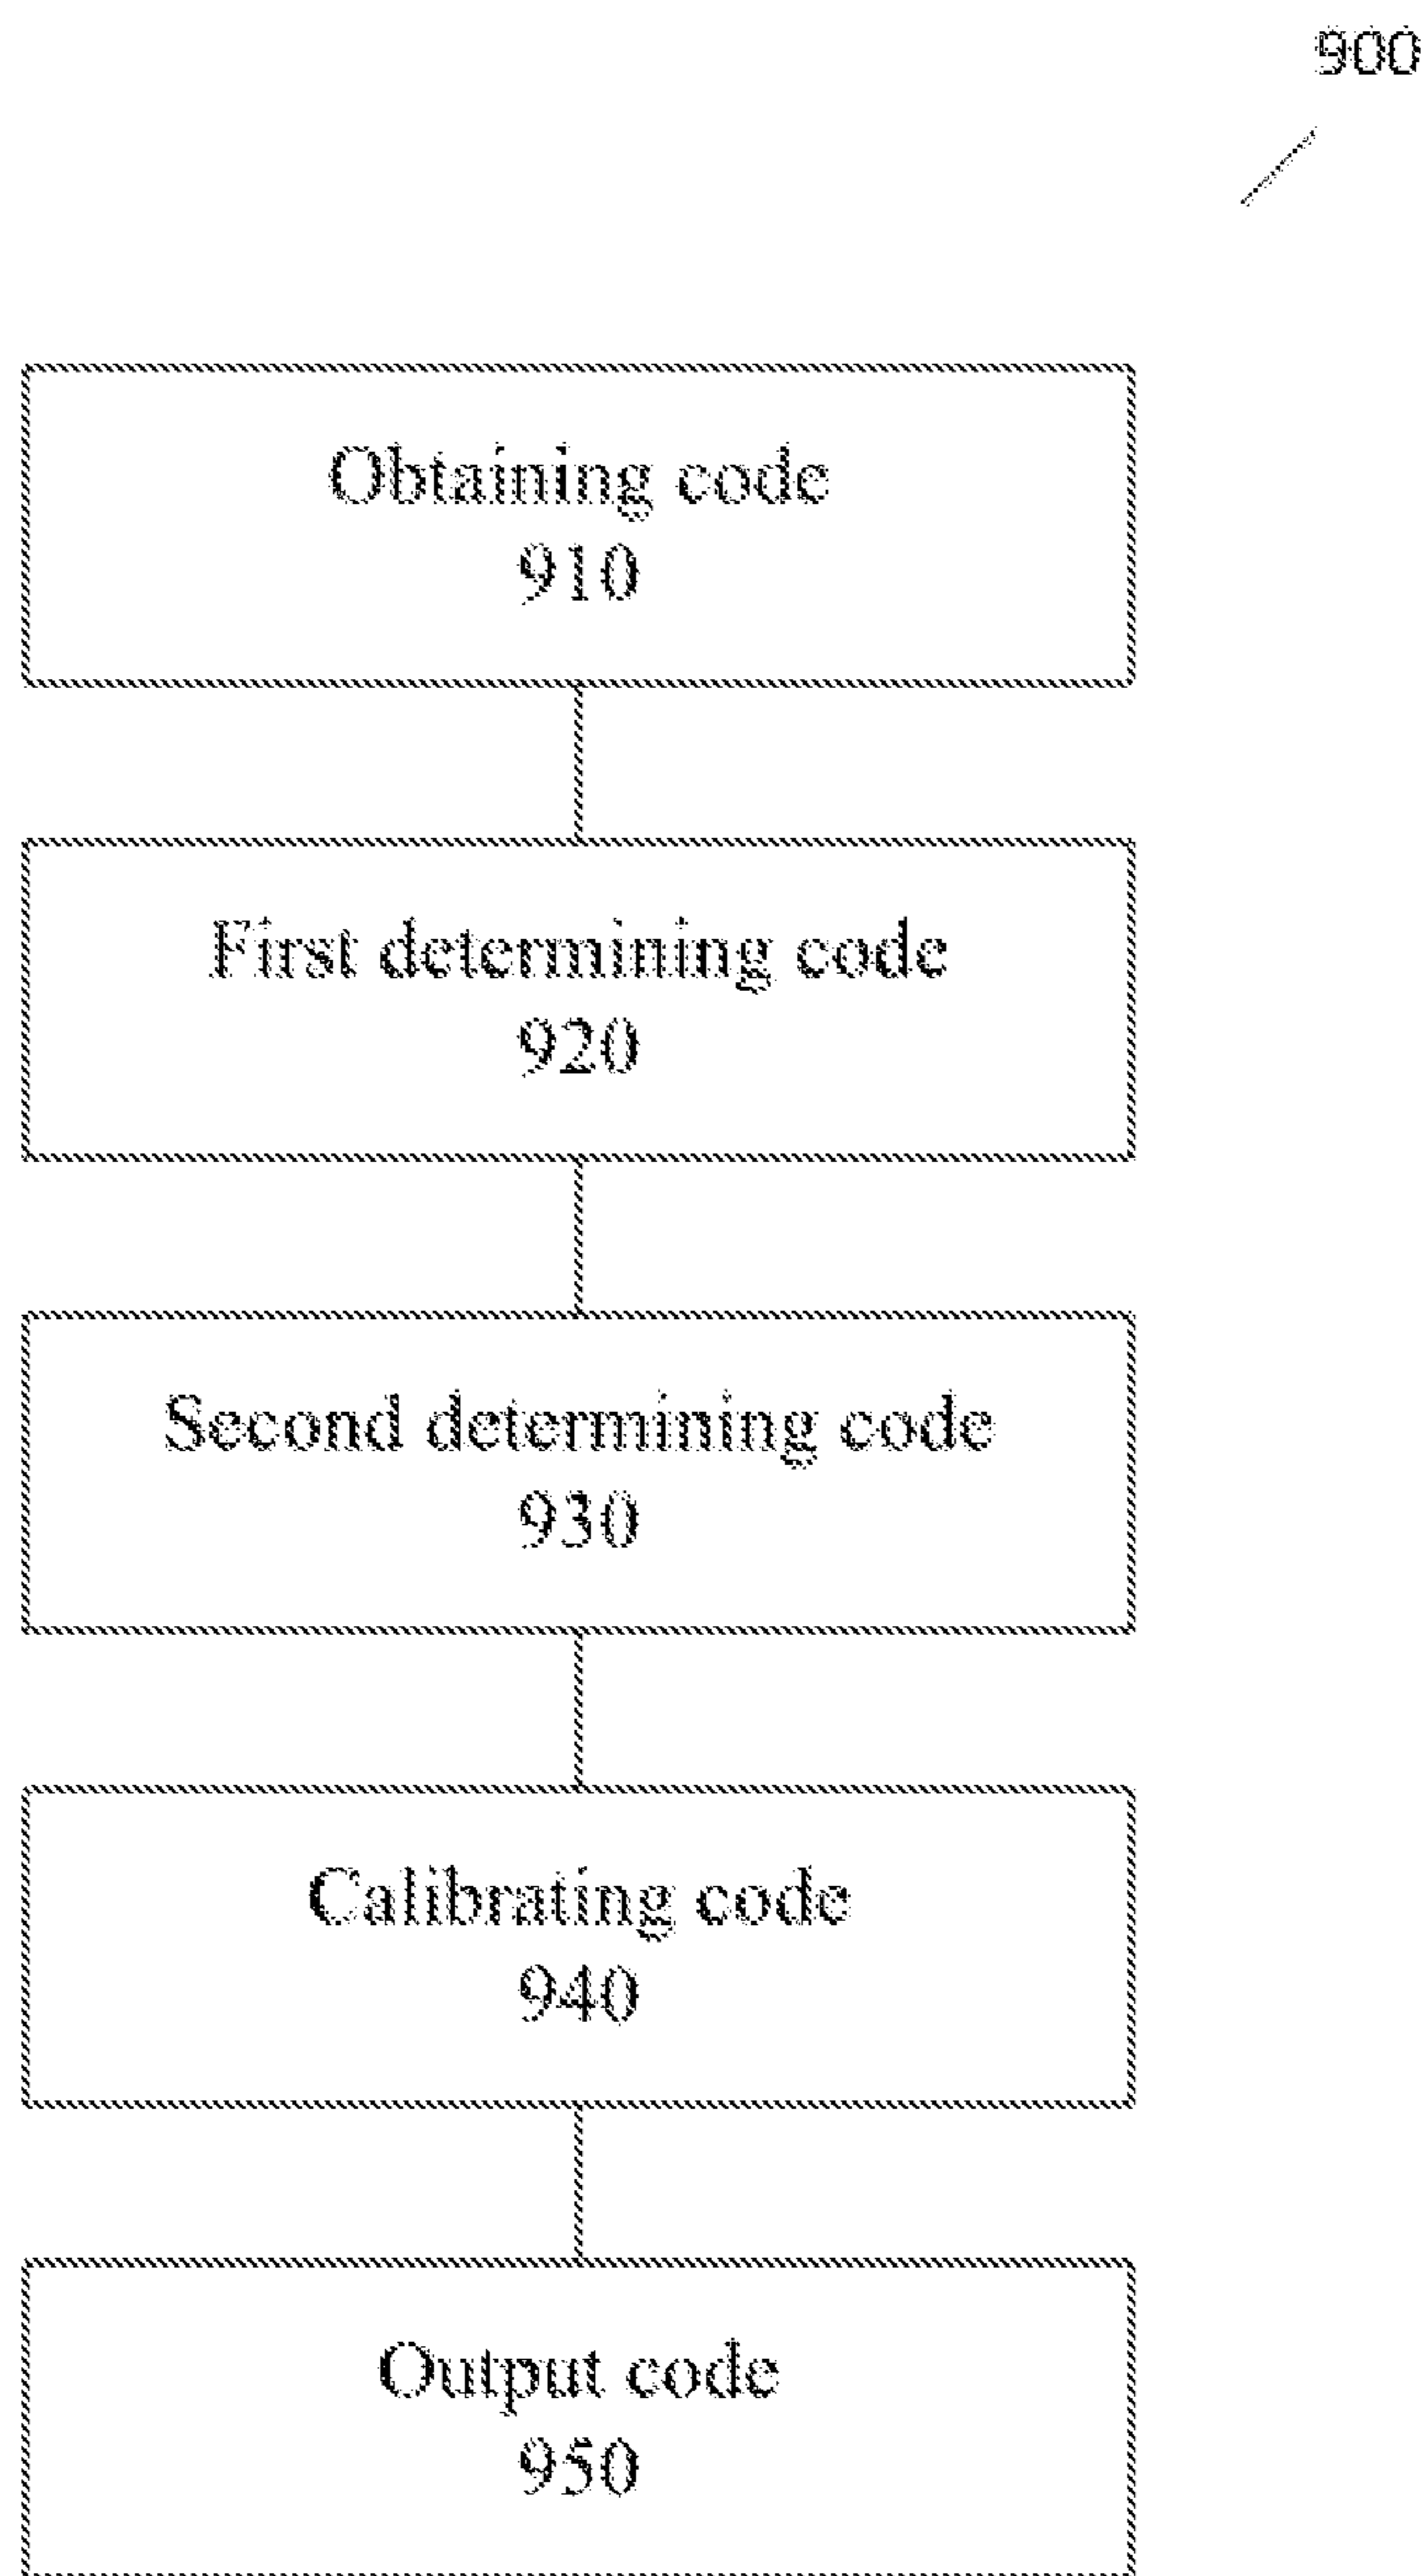 900
Obtaining code
910
First determining code
920
Second determining code
930
Calibrating code
940
Output code
950